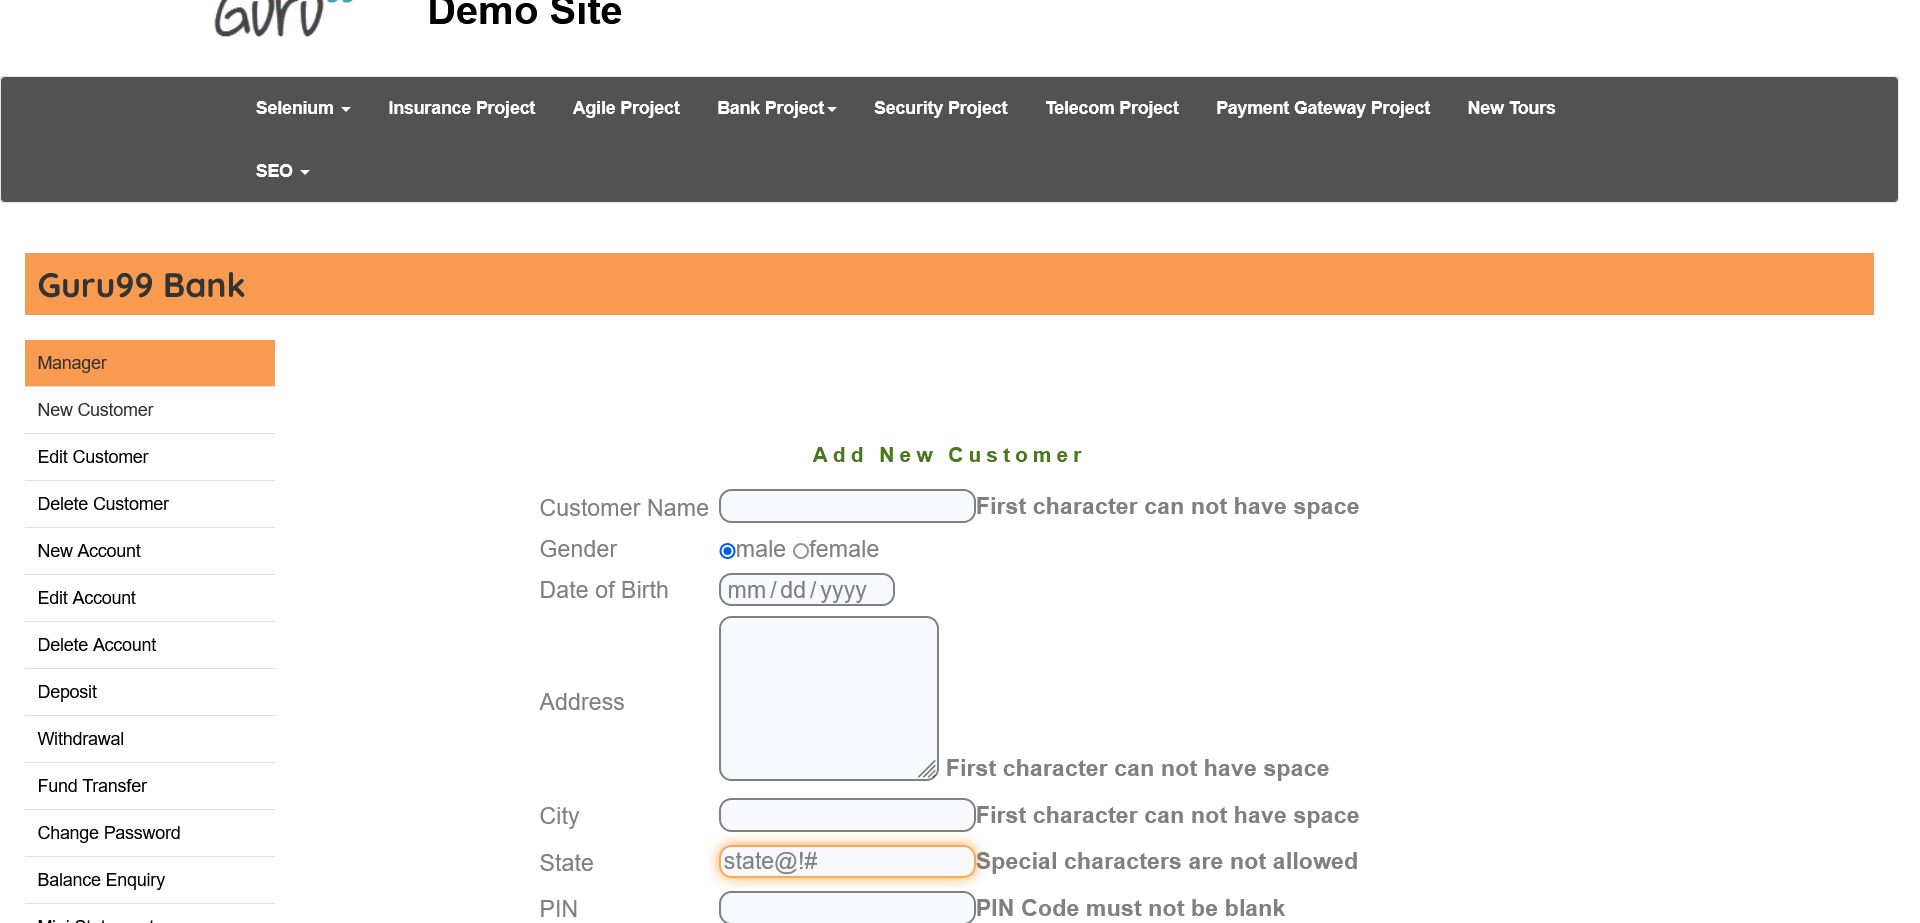 Guru99
Demo Site
Selenium Insurance Project Agile Project Bank Project Security Project Telecom Project Payment Gateway Project New Tours
SEO
Guru99 Bank
Manager
New Customer
Edit Customer
Delete Customer
New Account
Edit Account
Delete Account
Deposit
Withdrawal
Fund Transfer
Change Password
Balance Enquiry
Add New Customer
Customer Name First character can not have space
Gender male female
Date of Birth mm/dd/yyyy
Address First character can not have space
City First character can not have space
State state@!# Special characters are not allowed
PIN PIN Code must not be blank